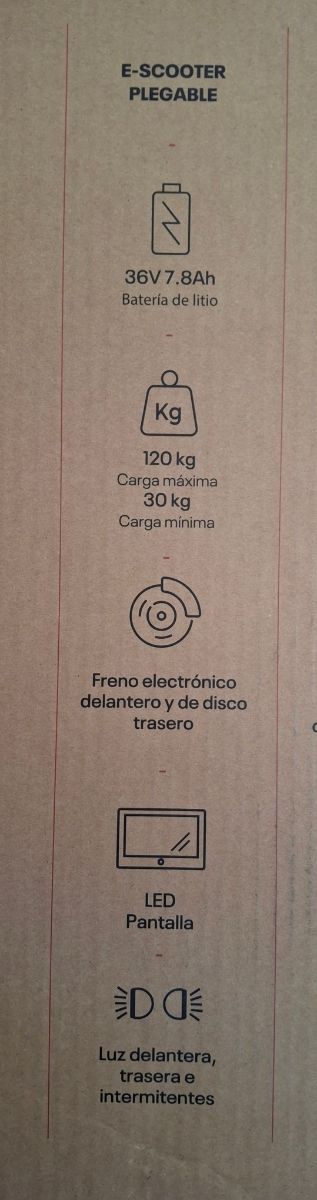 E-SCOOTER
PLEGABLE
36V 7.8Ah
Batería de litio
Kg
120 kg
Carga máxima
30 kg
Carga mínima
Freno electrónico
delantero y de disco
trasero
LED
Pantalla
Luz delantera,
trasera e
intermitentes